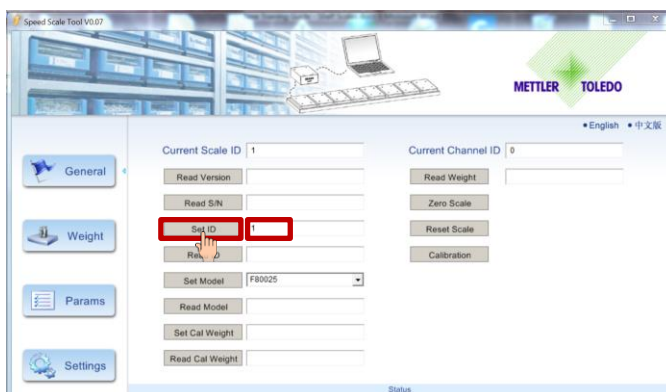 Speed Scale Tool V0.07
METTLER TOLEDO
•English •中文版
General
Weight
Params
Settings
Current Scale ID 1
Read Version
Read S/N
Set ID 1
Set Model F80025
Read Model
Set Cal Weight
Read Cal Weight
Current Channel ID 0
Read Weight
Zero Scale
Reset Scale
Calibration
Status